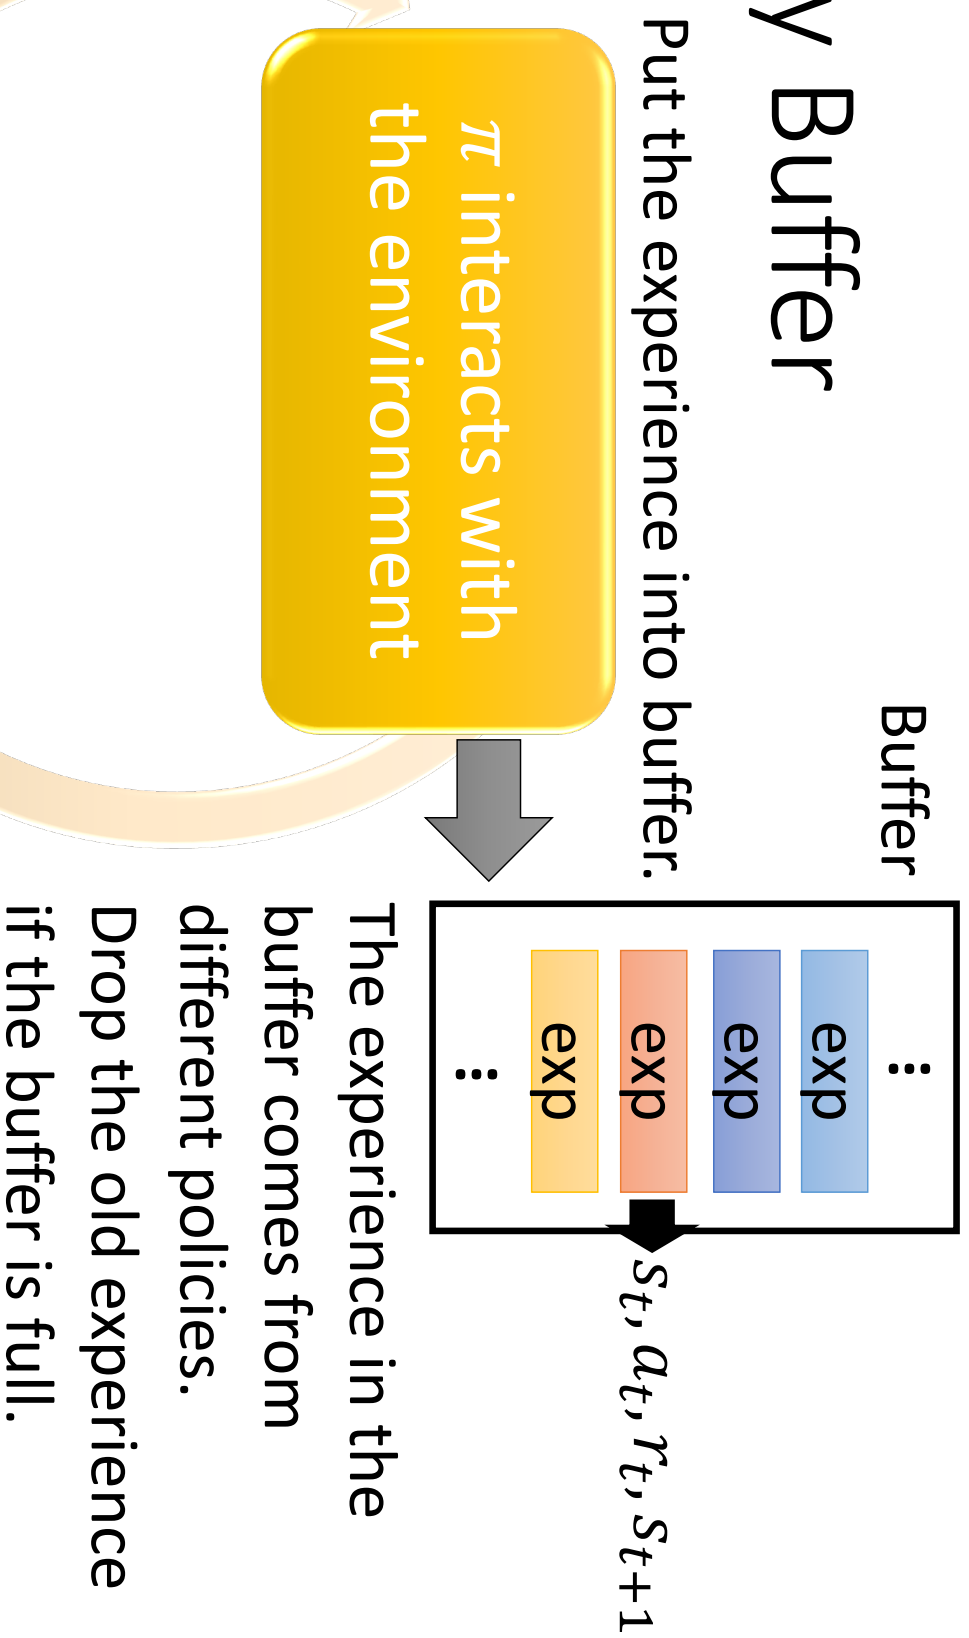 y Buffer
Put the experience into buffer.
Buffer
π interacts with
the environment
⋮
exp
exp
exp
exp
⋮
s_t, a_t, r_t, s_{t+1}
The experience in the
buffer comes from
different policies.
Drop the old experience
if the buffer is full.